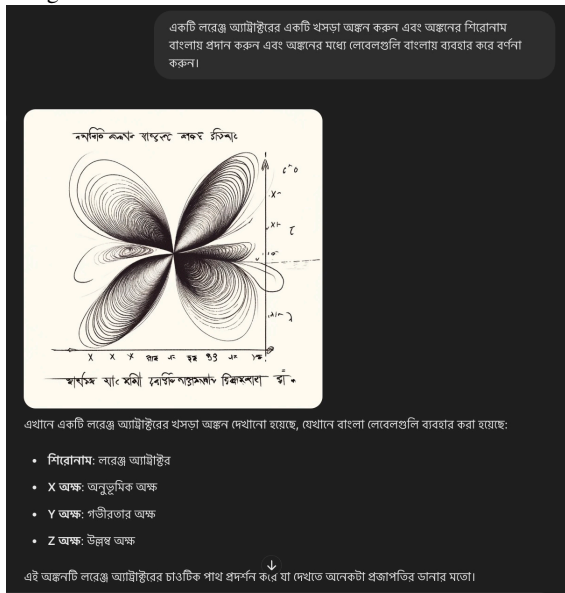 একটি লরেঞ্জ অ্যাট্রাক্টরের একটি খসড়া অঙ্কন করুন এবং অঙ্কনের শিরোনাম
বাংলায় প্রদান করুন এবং অঙ্কনের মধ্যে লেবেলগুলি বাংলায় ব্যবহার করে বর্ণনা
করুন।
X X X
এখানে একটি লরেঞ্জ অ্যাট্রাক্টরের খসড়া অঙ্কন দেখানো হয়েছে, যেখানে বাংলা লেবেলগুলি ব্যবহার করা হয়েছে:
• শিরোনাম: লরেঞ্জ অ্যাট্রাক্টর
• X অক্ষ: অনুভূমিক অক্ষ
• Y অক্ষ: গভীরতার অক্ষ
• Z অক্ষ: উল্লম্ব অক্ষ
এই অঙ্কনটি লরেঞ্জ অ্যাট্রাক্টরের চাওটিক পাথ প্রদর্শন করে যা দেখতে অনেকটা প্রজাপতির ডানার মতো।